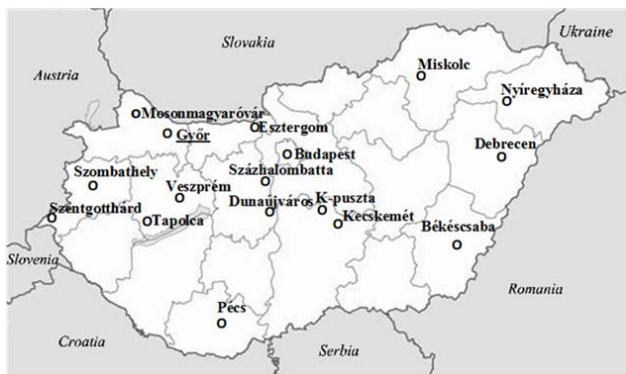 Slovakia
Ukraine
Austria
Miskolc
Nyíregyháza
Mosonmagyaróvár
Győr
Esztergom
Debrecen
Budapest
Szombathely
Százhalombatta
Veszprém
Szentgotthárd
Dunaújváros
K-puszta
Tapolca
Kecskemét
Békéscsaba
Slovenia
Romania
Pécs
Croatia
Serbia